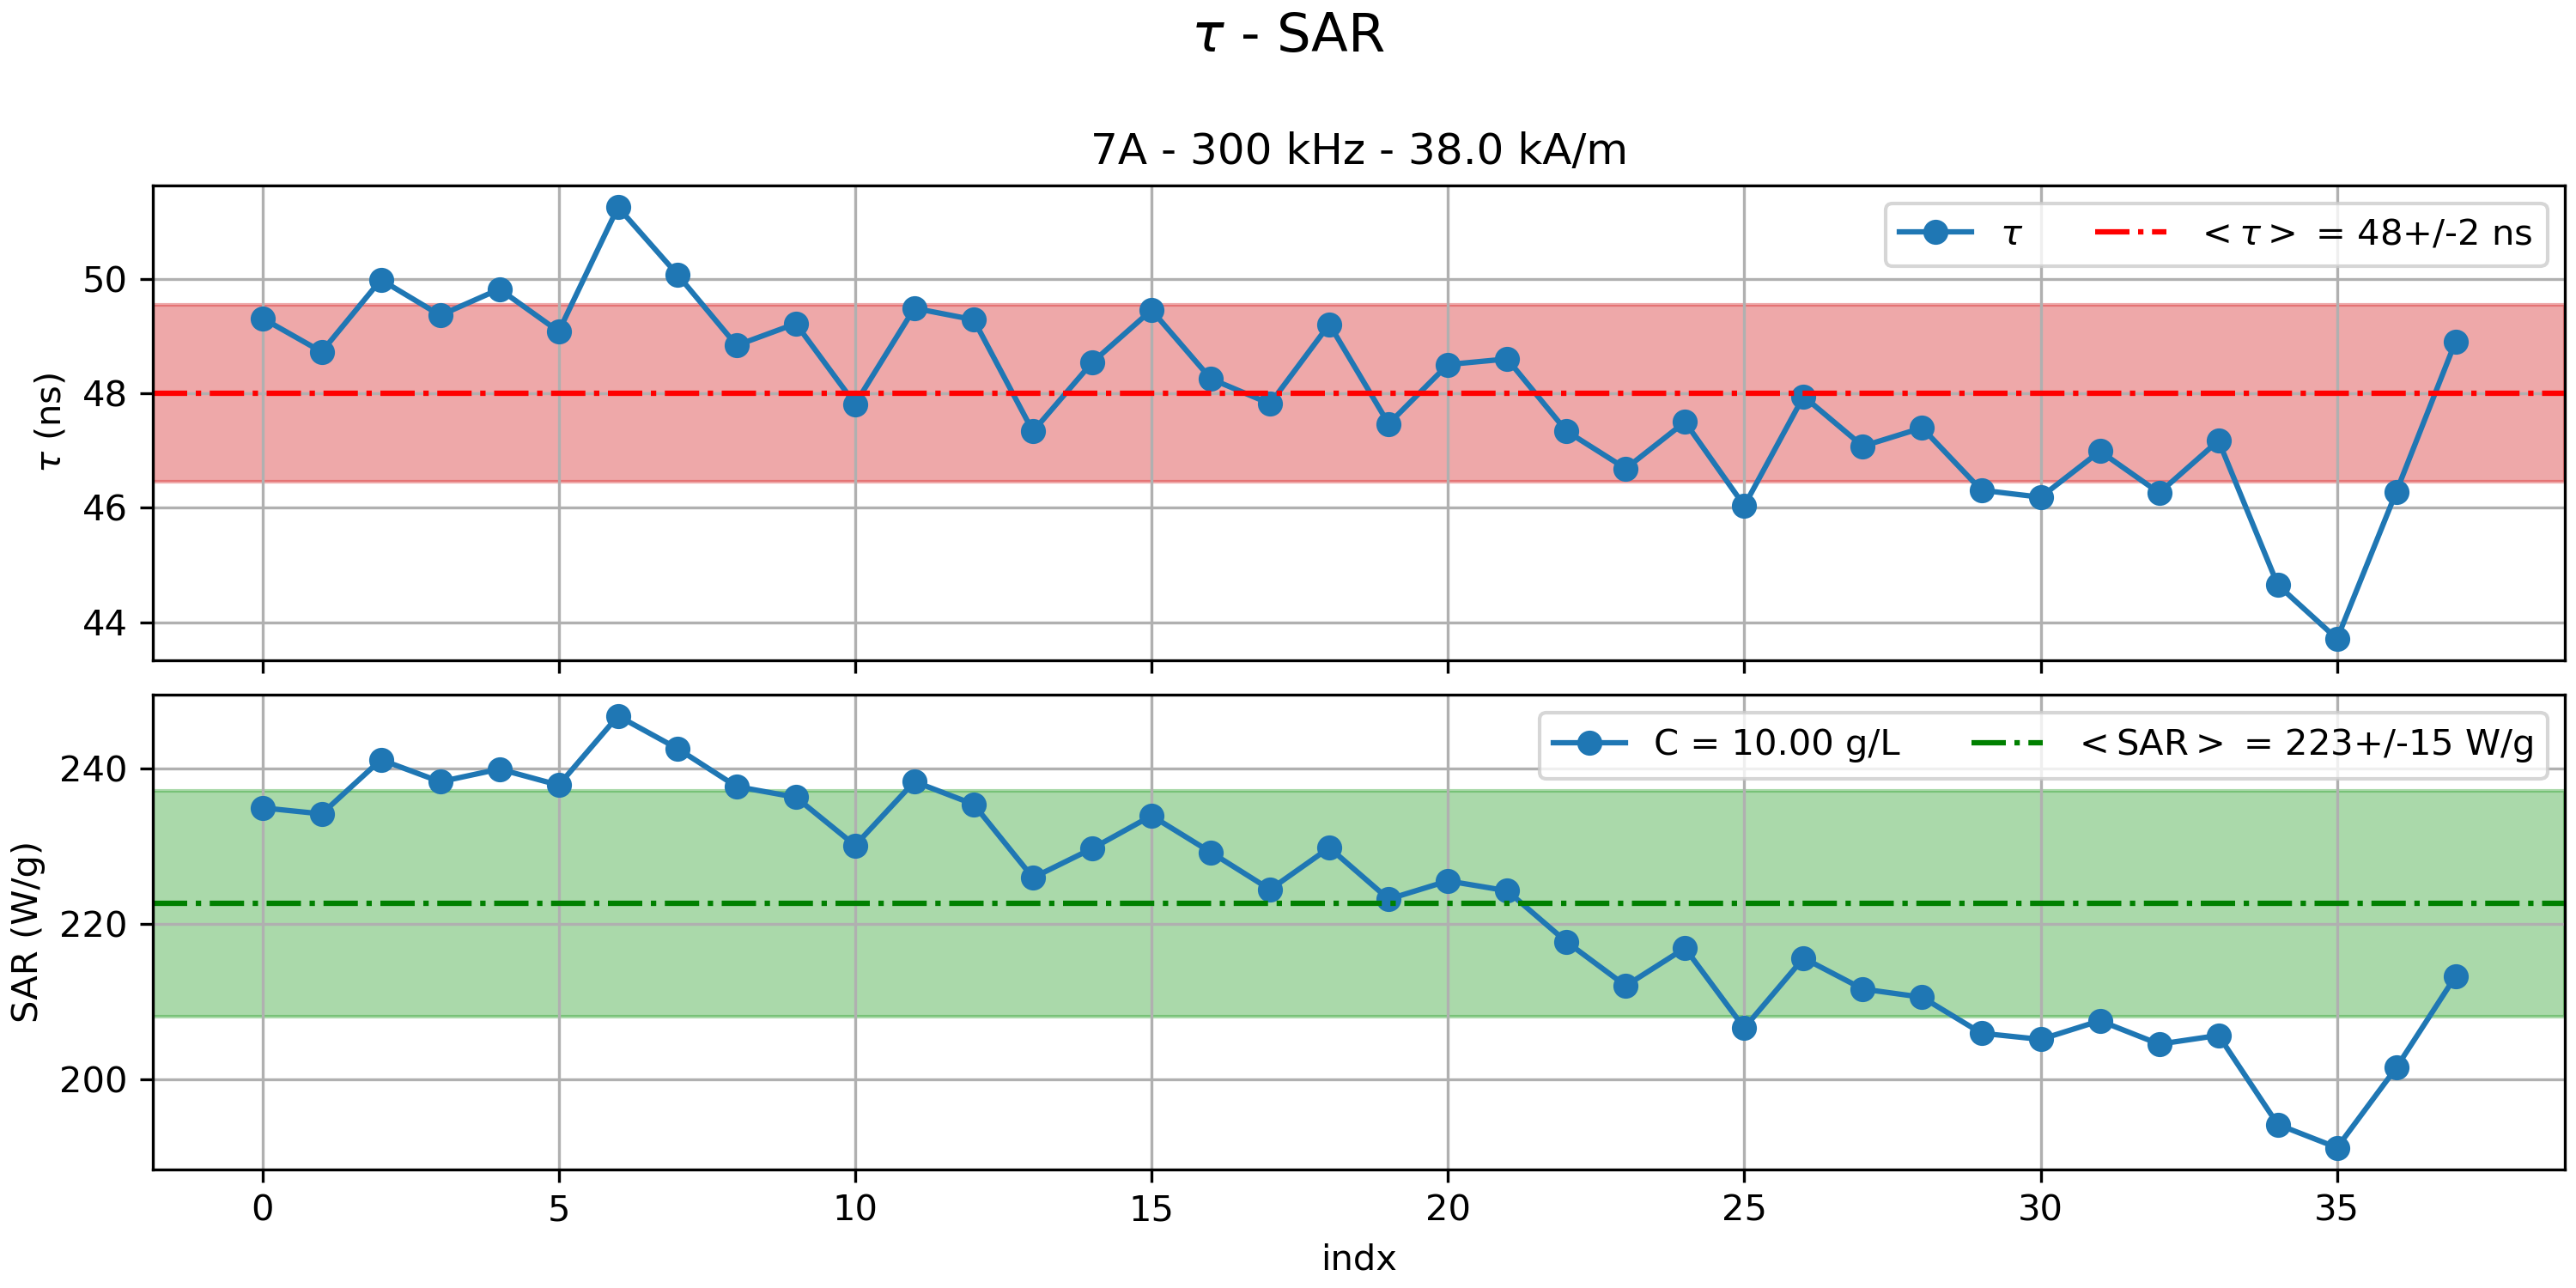 τ - SAR
7A - 300 kHz - 38.0 kA/m
τ <τ> = 48+/-2 ns
τ (ns)
50
48
46
44
C = 10.00 g/L <SAR> = 223+/-15 W/g
SAR (W/g)
240
220
200
0 5 10 15 20 25 30 35
indx